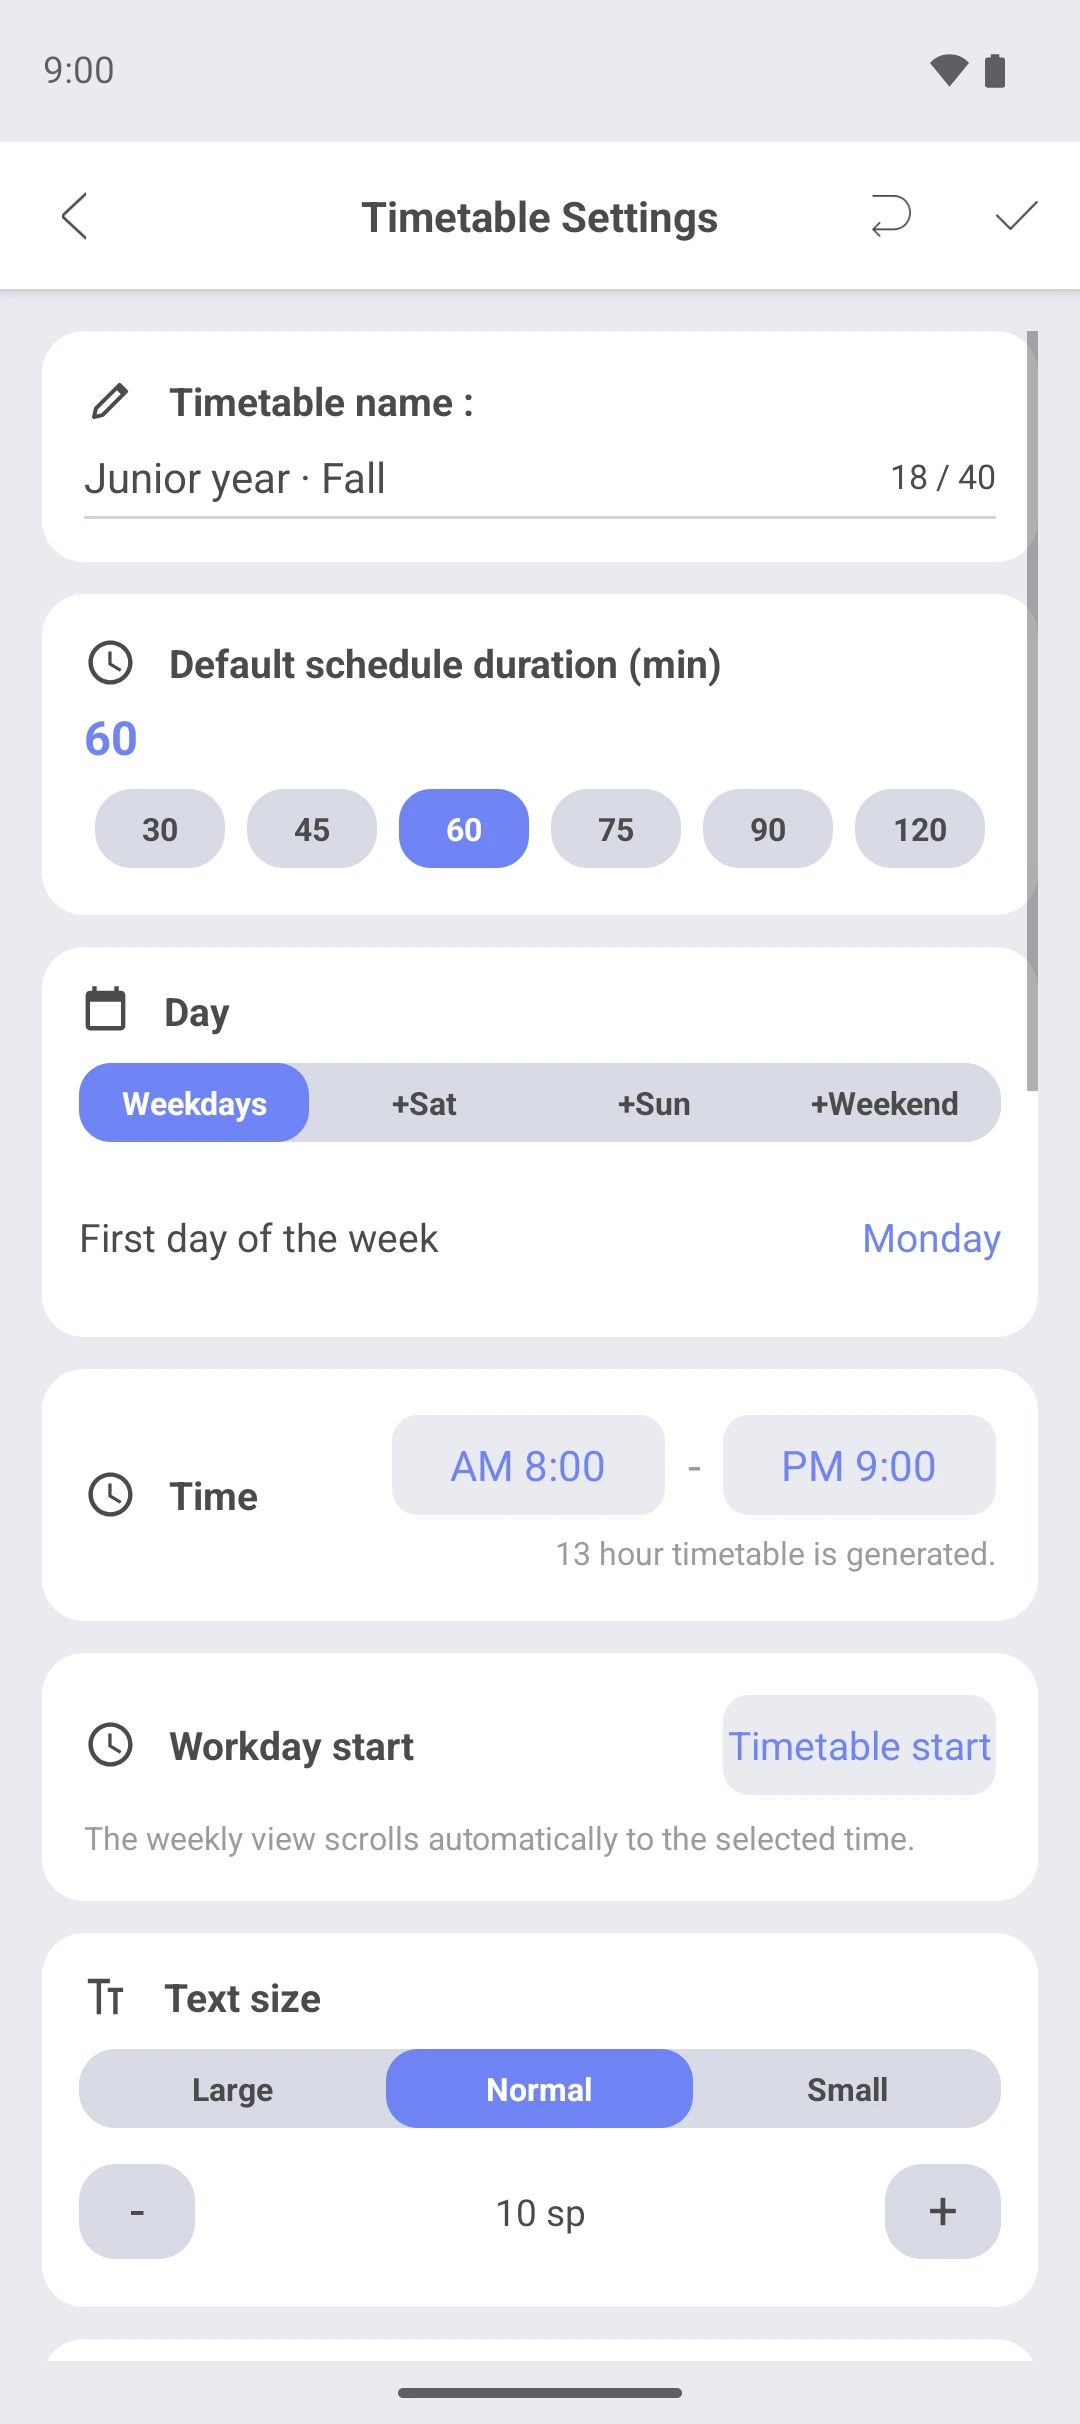 9:00
Timetable Settings
Timetable name :
Junior year · Fall
18 / 40
Default schedule duration (min)
60
30 45 60 75 90 120
Day
Weekdays +Sat +Sun +Weekend
First day of the week Monday
AM 8:00 - PM 9:00
Time
13 hour timetable is generated.
Workday start Timetable start
The weekly view scrolls automatically to the selected time.
Text size
Large Normal Small
- 10 sp +